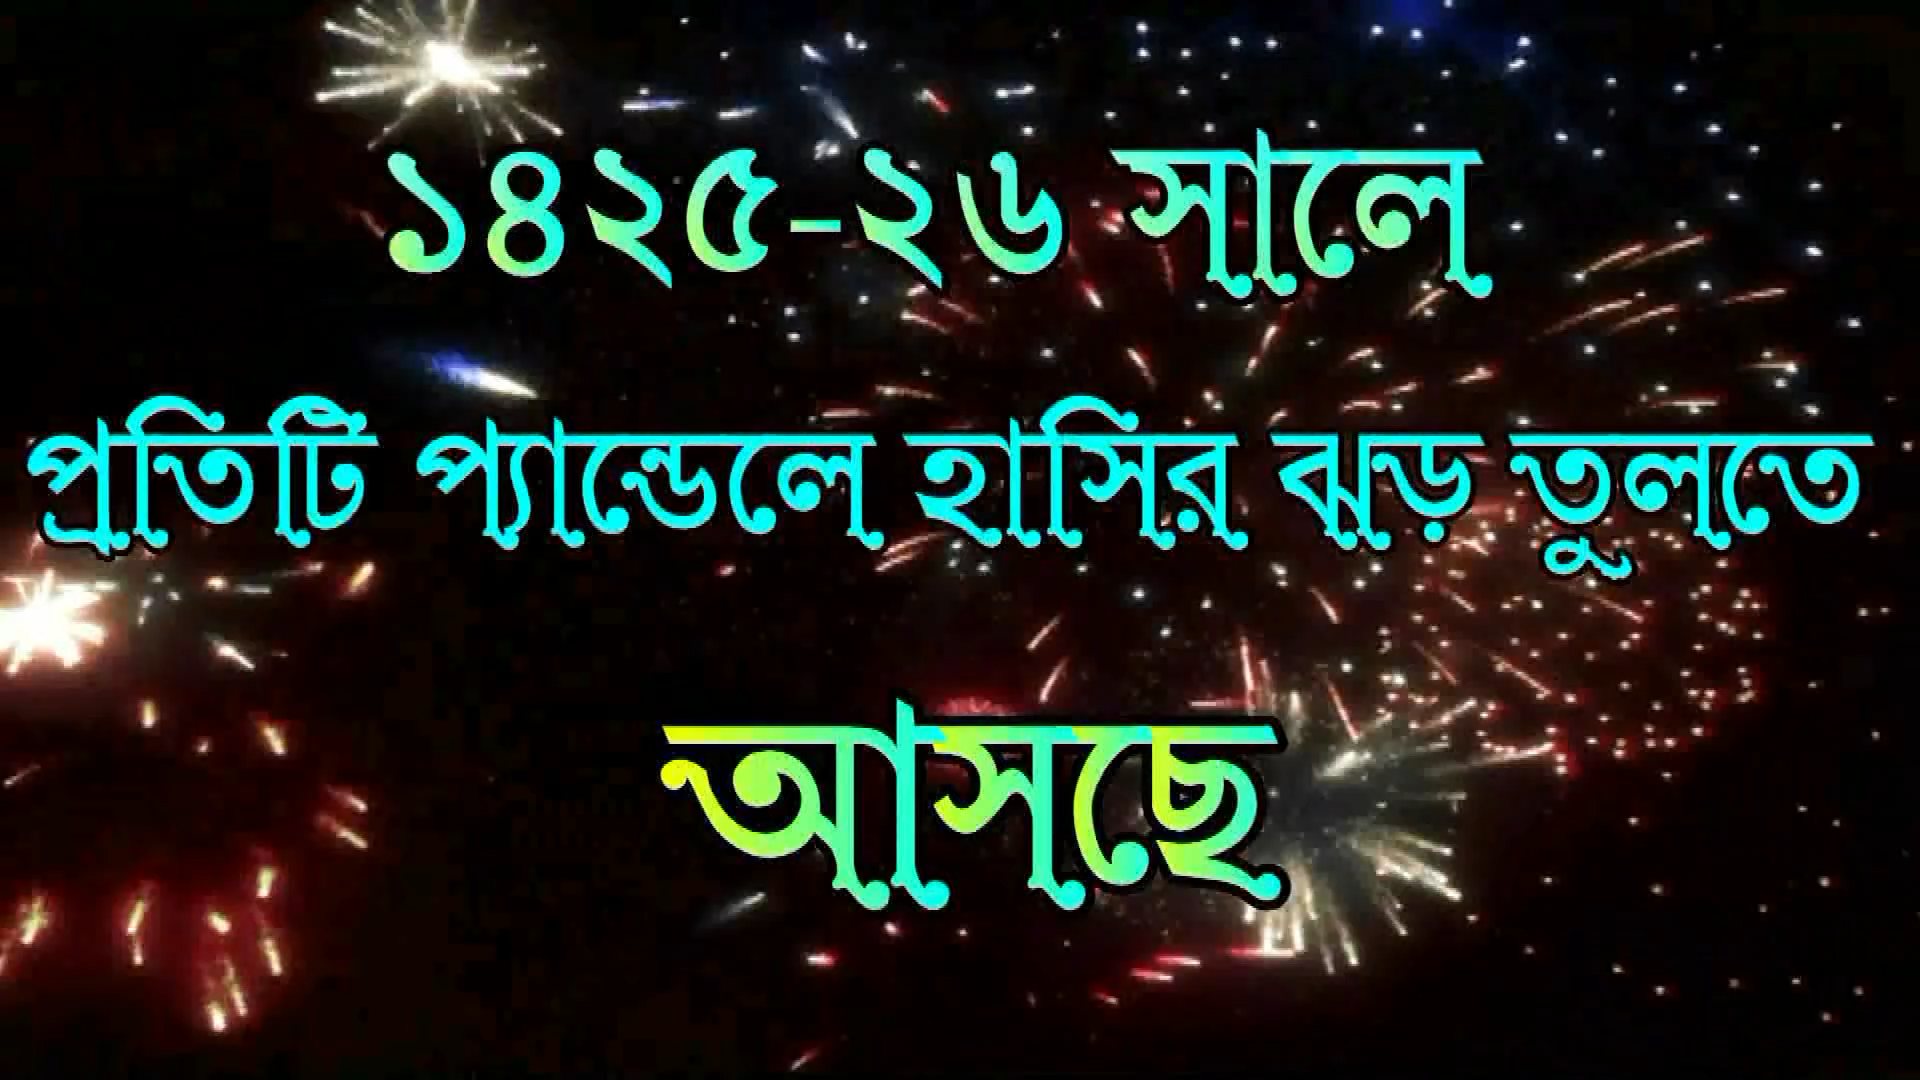 ১৪২৫-২৬ সালে
প্রতিটি প্যান্ডেলে হাসির ঝড় তুলতে
আসছে